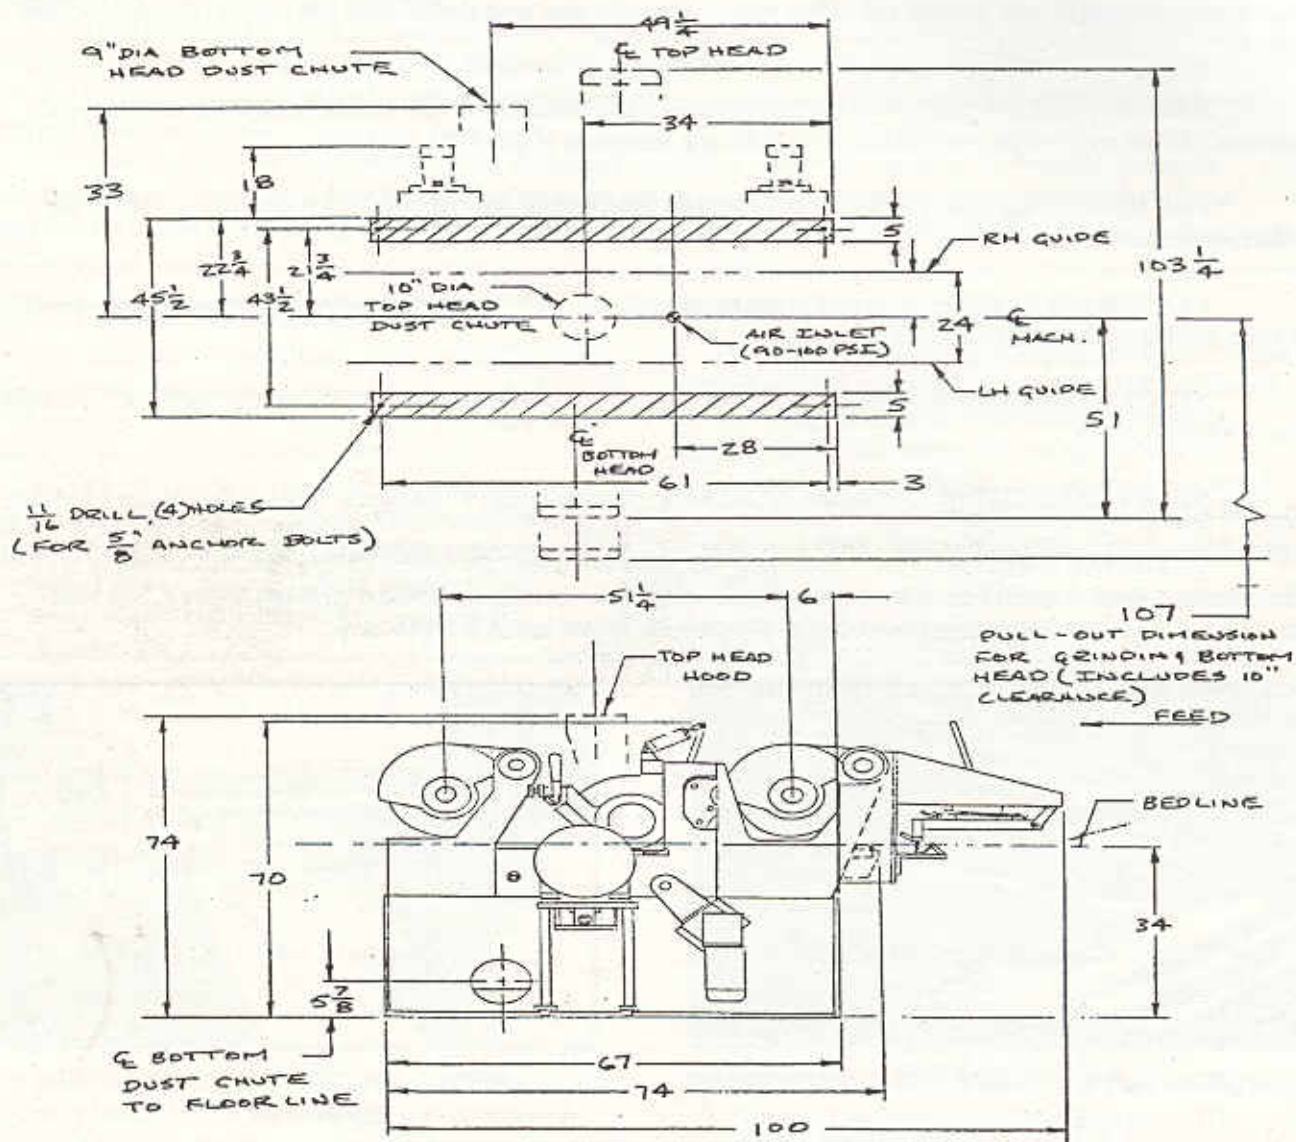 49 1/4
9" DIA BOTTOM
HEAD DUST CHUTE
℄ TOP HEAD
34
33
18
5
RH GUIDE
103 1/4
22 3/4
21 3/4
45 1/2
43 1/2
10" DIA
TOP HEAD
DUST CHUTE
24
℄
MACH.
AIR INLET
(90-100 PSI)
LH GUIDE
5
51
℄
BOTTOM
HEAD
28
61
3
11/16 DRILL, (4) HOLES
(FOR 5/8" ANCHOR BOLTS)
51 1/4
6
107
PULL-OUT DIMENSION
FOR GRINDING BOTTOM
HEAD (INCLUDES 10"
CLEARANCE)
TOP HEAD
HOOD
FEED
BEDLINE
74
70
34
5 7/8
℄ BOTTOM
DUST CHUTE
TO FLOOR LINE
67
74
100